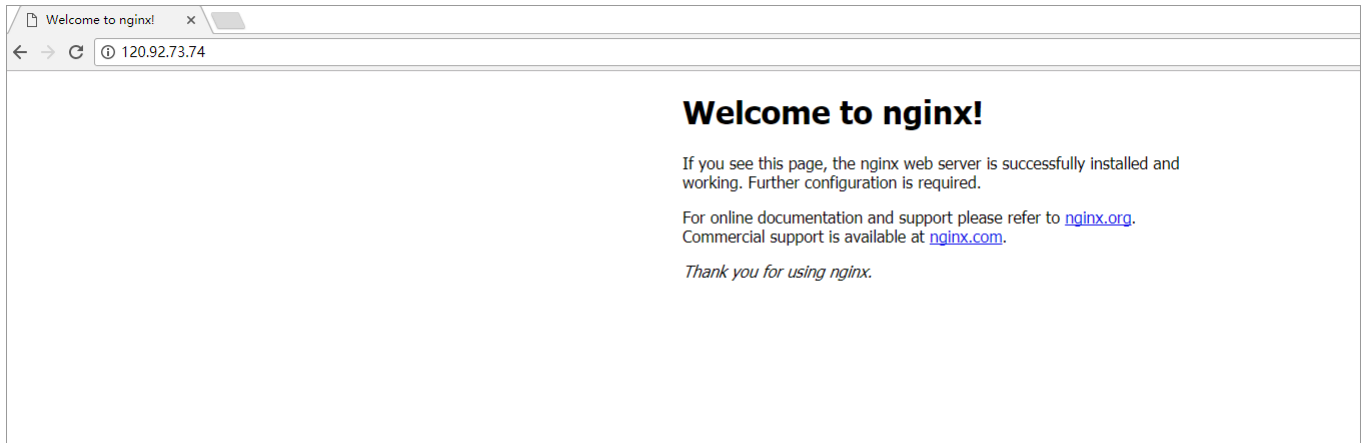 Welcome to nginx!
120.92.73.74
Welcome to nginx!
If you see this page, the nginx web server is successfully installed and
working. Further configuration is required.
For online documentation and support please refer to nginx.org.
Commercial support is available at nginx.com.
Thank you for using nginx.